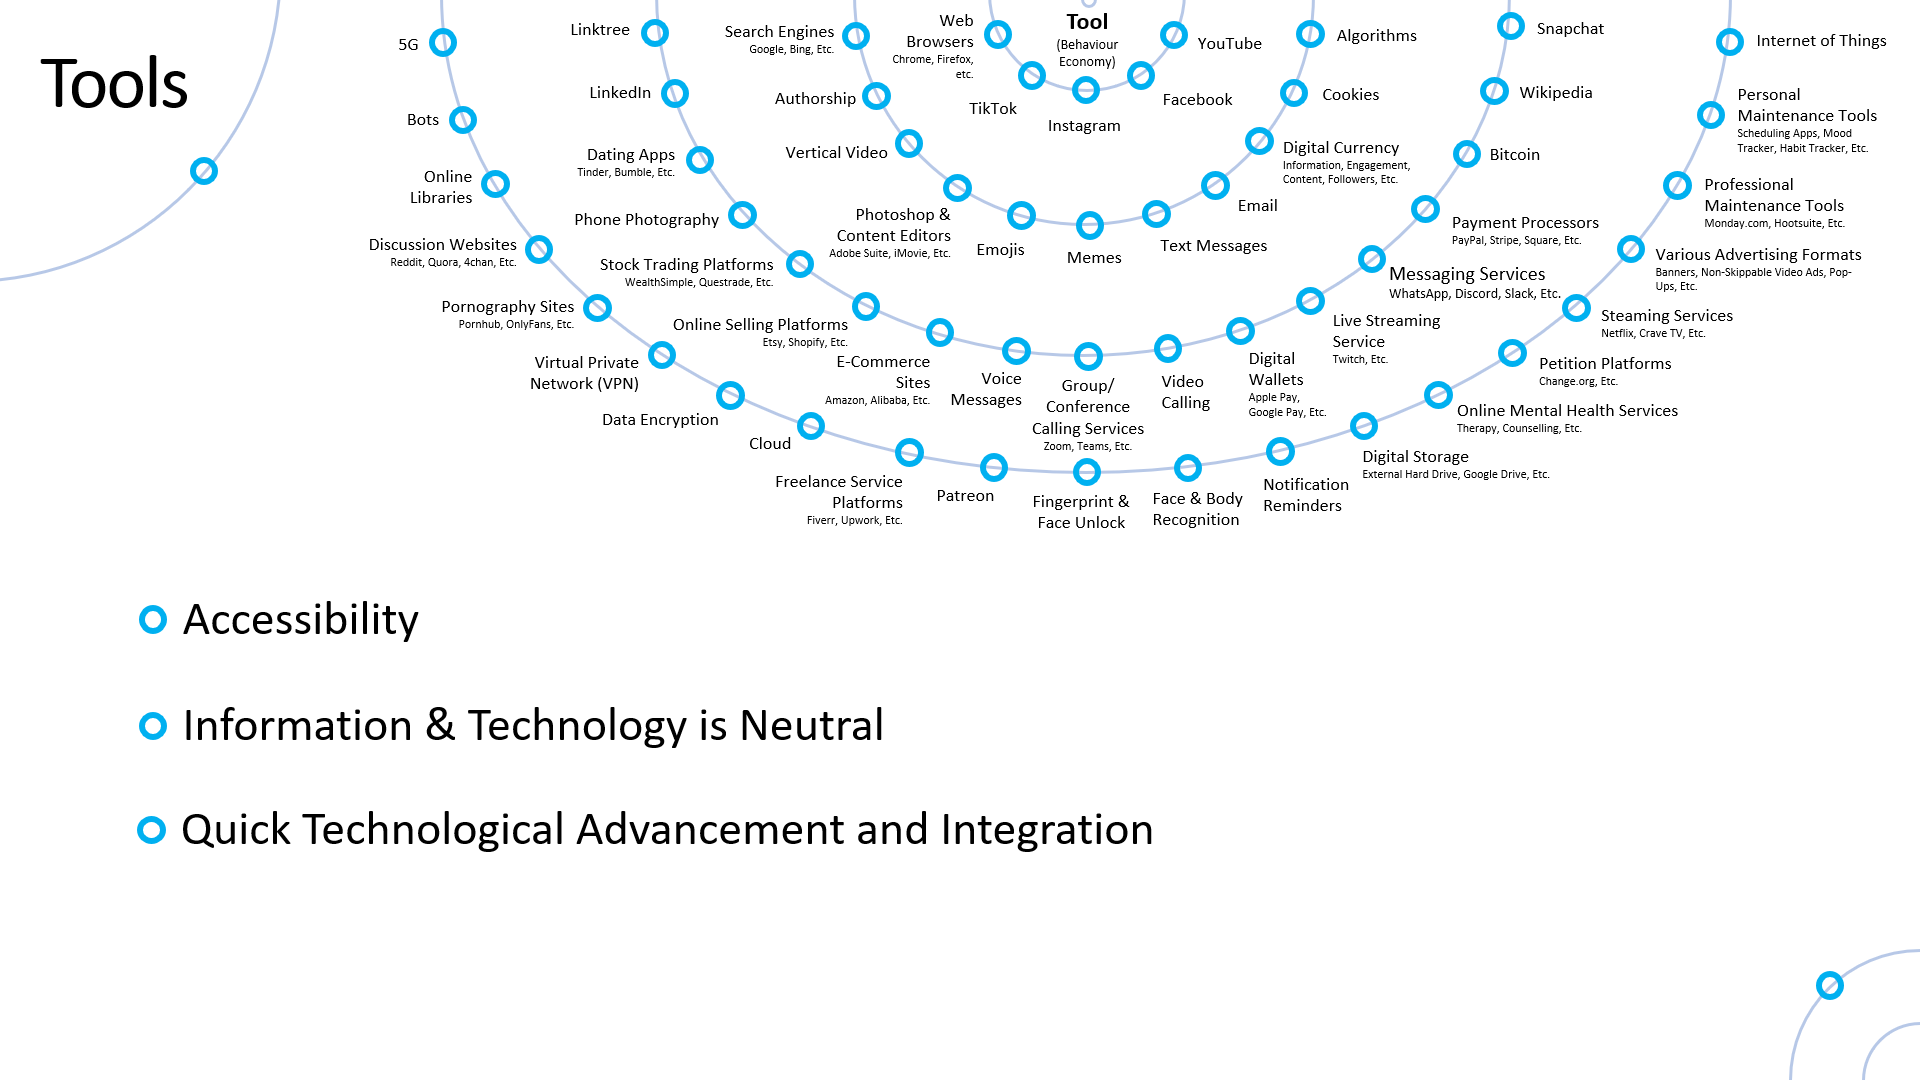 Tools
Tool
(Behaviour
Economy)
Web
Browsers
Chrome, Firefox,
etc.
TikTok
Instagram
Facebook
YouTube
Search Engines
Google, Bing, Etc.
Authorship
Vertical Video
Photoshop &
Content Editors
Adobe Suite, iMovie, Etc.
Emojis
Memes
Text Messages
Email
Digital Currency
Information, Engagement,
Content, Followers, Etc.
Cookies
Algorithms
Linktree
LinkedIn
Dating Apps
Tinder, Bumble, Etc.
Phone Photography
Stock Trading Platforms
WealthSimple, Questrade, Etc.
Online Selling Platforms
Etsy, Shopify, Etc.
E-Commerce
Sites
Amazon, Alibaba, Etc.
Voice
Messages
Group/
Conference
Calling Services
Zoom, Teams, Etc.
Video
Calling
Digital
Wallets
Apple Pay,
Google Pay, Etc.
Live Streaming
Service
Twitch, Etc.
Messaging Services
WhatsApp, Discord, Slack, Etc.
Payment Processors
PayPal, Stripe, Square, Etc.
Bitcoin
Wikipedia
Snapchat
5G
Bots
Online
Libraries
Discussion Websites
Reddit, Quora, 4chan, Etc.
Pornography Sites
Pornhub, OnlyFans, Etc.
Virtual Private
Network (VPN)
Data Encryption
Cloud
Freelance Service
Platforms
Fiverr, Upwork, Etc.
Patreon
Fingerprint &
Face Unlock
Face & Body
Recognition
Notification
Reminders
Digital Storage
External Hard Drive, Google Drive, Etc.
Online Mental Health Services
Therapy, Counselling, Etc.
Petition Platforms
Change.org, Etc.
Steaming Services
Netflix, Crave TV, Etc.
Various Advertising Formats
Banners, Non-Skippable Video Ads, Pop-
Ups, Etc.
Professional
Maintenance Tools
Monday.com, Hootsuite, Etc.
Personal
Maintenance Tools
Scheduling Apps, Mood
Tracker, Habit Tracker, Etc.
Internet of Things
Accessibility
Information & Technology is Neutral
Quick Technological Advancement and Integration